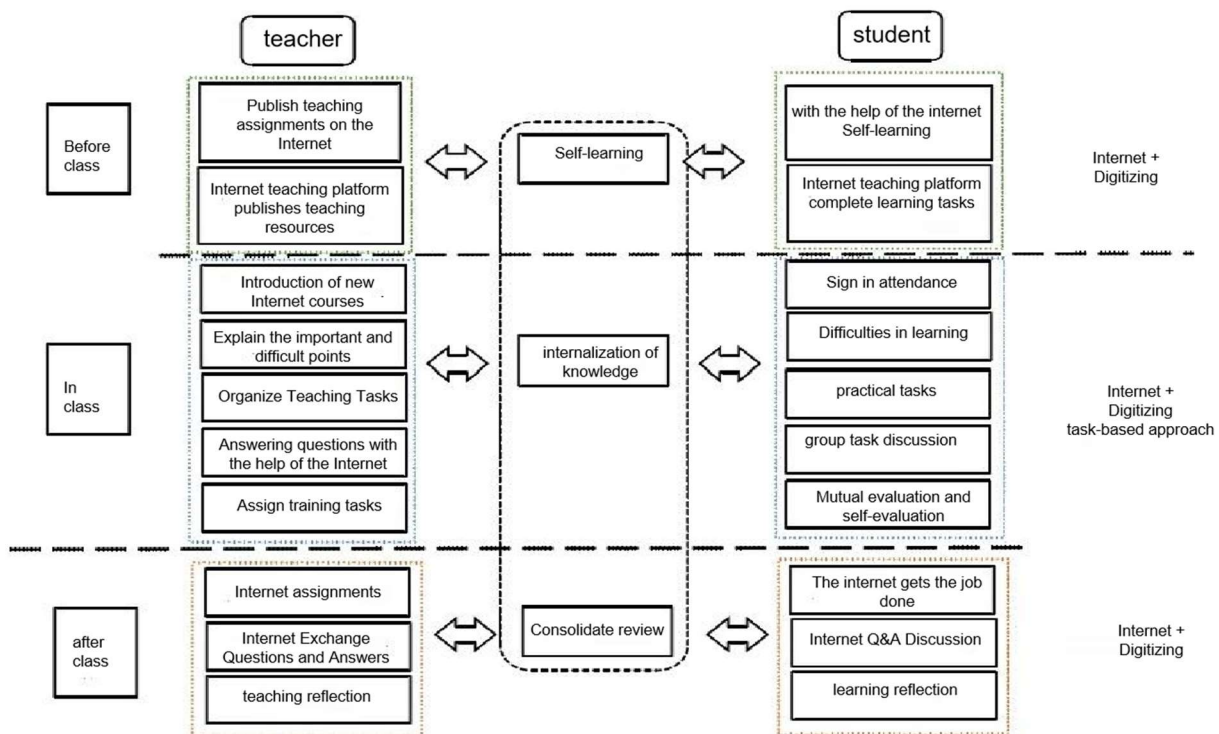 teacher
student
Before
class
Publish teaching
assignments on the
Internet
Internet teaching platform
publishes teaching
resources
Self-learning
with the help of the internet
Self-learning
Internet teaching platform
complete learning tasks
Internet +
Digitizing
In
class
Introduction of new
Internet courses
Explain the important and
difficult points
Organize Teaching Tasks
Answering questions with
the help of the Internet
Assign training tasks
internalization of
knowledge
Sign in attendance
Difficulties in learning
practical tasks
group task discussion
Mutual evaluation and
self-evaluation
Internet +
Digitizing
task-based approach
after
class
Internet assignments
Internet Exchange
Questions and Answers
teaching reflection
Consolidate review
The internet gets the job
done
Internet Q&A Discussion
learning reflection
Internet +
Digitizing